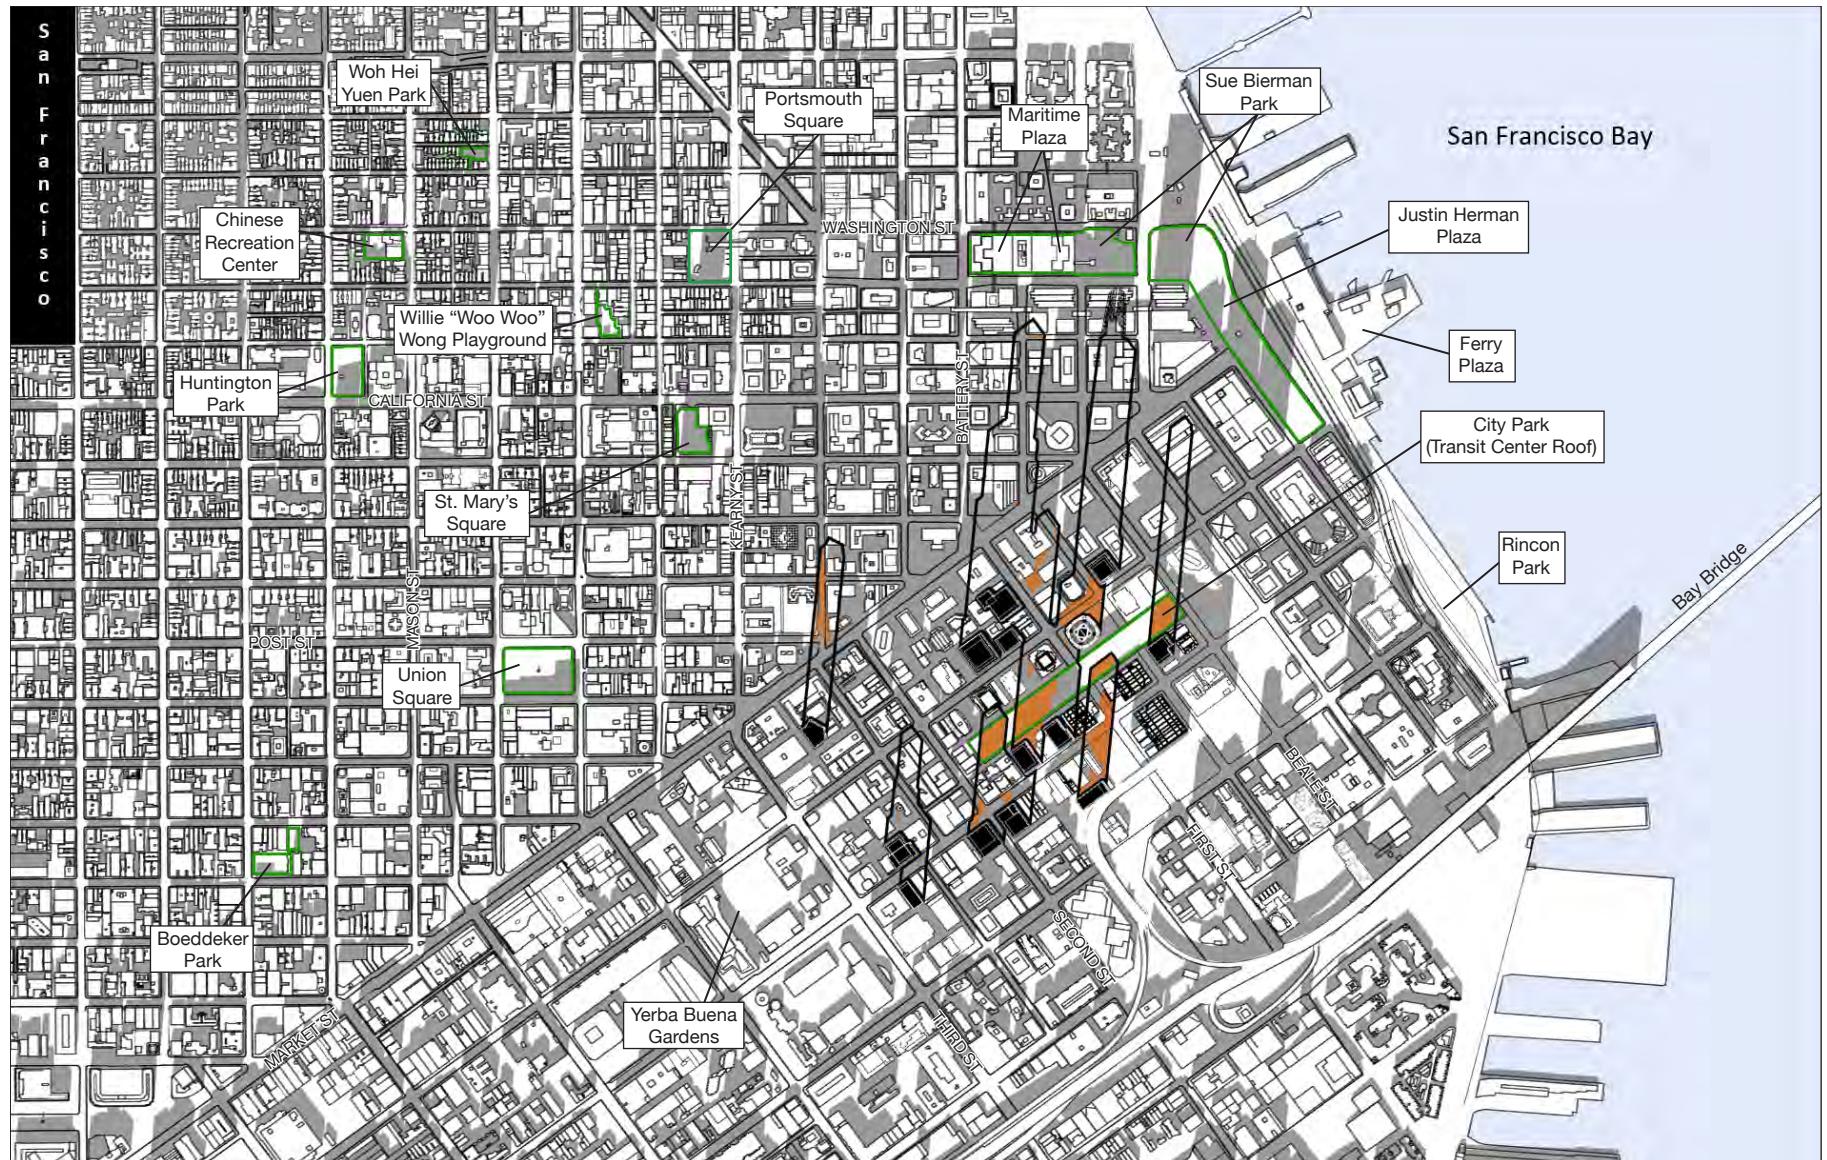 San Francisco
Woh Hei
Yuen Park
Portsmouth
Square
Maritime
Plaza
Sue Bierman
Park
San Francisco Bay
Chinese
Recreation
Center
WASHINGTON ST
Justin Herman
Plaza
Willie “Woo Woo”
Wong Playground
Ferry
Plaza
Huntington
Park
CALIFORNIA ST
BATTERY ST
City Park
(Transit Center Roof)
St. Mary’s
Square
KEARNY ST
Rincon
Park
Bay Bridge
MASON ST
POST ST
Union
Square
BEALE ST
FIRST ST
Boeddeker
Park
SECOND ST
Yerba Buena
Gardens
THIRD ST
MARKET ST